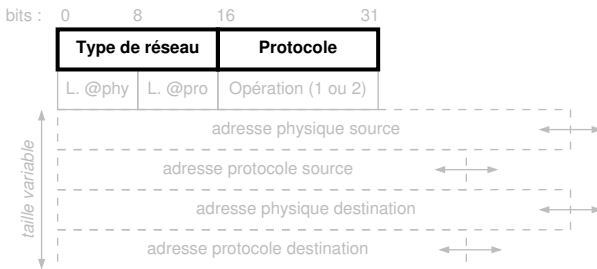 bits : 0 8 16 31
Type de réseau Protocole
L. @phy L. @pro Opération (1 ou 2)
adresse physique source
adresse protocole source
adresse physique destination
adresse protocole destination
taille variable